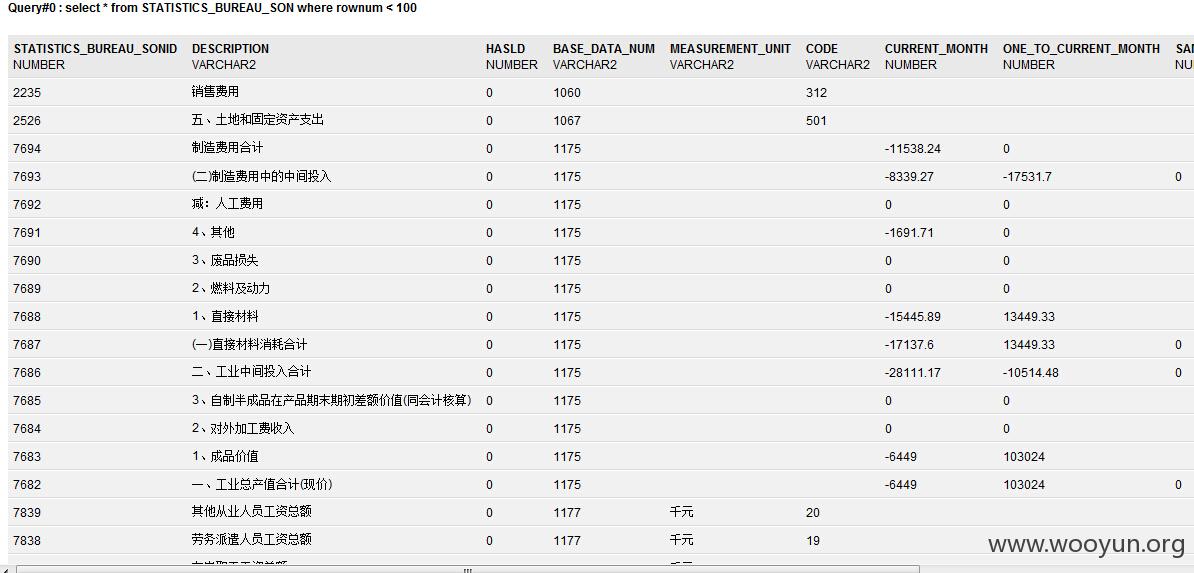 Query#0 : select * from STATISTICS_BUREAU_SON where rownum < 100
STATISTICS_BUREAU_SONID DESCRIPTION HASLD BASE_DATA_NUM MEASUREMENT_UNIT CODE CURRENT_MONTH ONE_TO_CURRENT_MONTH
NUMBER VARCHAR2 NUMBER VARCHAR2 VARCHAR2 VARCHAR2 NUMBER NUMBER
2235 销售费用 0 1060 312
2526 五、土地和固定资产支出 0 1067 501
7694 制造费用合计 0 1175 -11538.24 0
7693 (二)制造费用中的中间投入 0 1175 -8339.27 -17531.7 0
7692 减：人工费用 0 1175 0 0
7691 4、其他 0 1175 -1691.71 0
7690 3、废品损失 0 1175 0 0
7689 2、燃料及动力 0 1175 0 0
7688 1、直接材料 0 1175 -15445.89 13449.33
7687 (一)直接材料消耗合计 0 1175 -17137.6 13449.33 0
7686 二、工业中间投入合计 0 1175 -28111.17 -10514.48 0
7685 3、自制半成品在产品期末期初差额价值(同会计核算) 0 1175 0 0
7684 2、对外加工费收入 0 1175 0 0
7683 1、成品价值 0 1175 -6449 103024
7682 一、工业总产值合计(现价) 0 1175 -6449 103024 0
7839 其他从业人员工资总额 0 1177 千元 20
7838 劳务派遣人员工资总额 0 1177 千元 19
www.wooyun.org